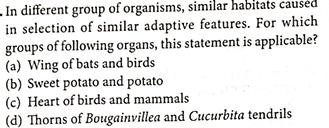 . In different group of organisms, similar habitats caused
in selection of similar adaptive features. For which
groups of following organs, this statement is applicable?
(a) Wing of bats and birds
(b) Sweet potato and potato
(c) Heart of birds and mammals
(d) Thorns of Bougainvillea and Cucurbita tendrils